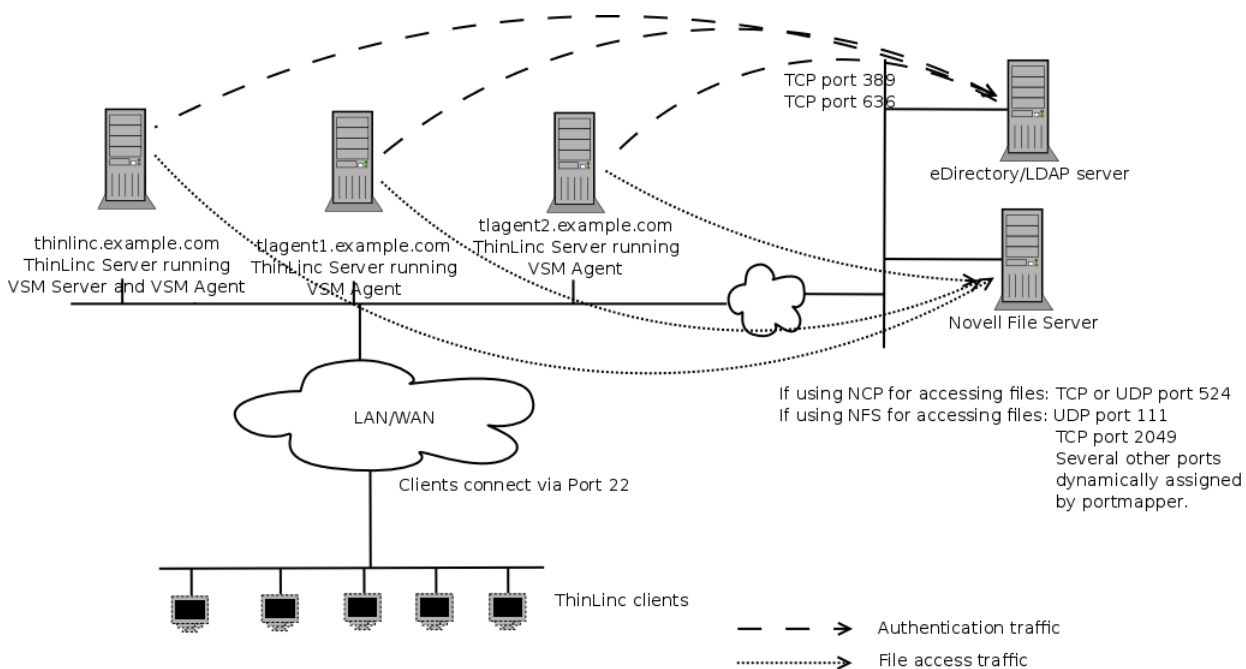 TCP port 389
TCP port 636
eDirectory/LDAP server
thinlinc.example.com
ThinLinc Server running
VSM Server and VSM Agent
tlagent1.example.com
ThinLinc Server running
VSM Agent
tlagent2.example.com
ThinLinc Server running
VSM Agent
Novell File Server
If using NCP for accessing files: TCP or UDP port 524
If using NFS for accessing files: UDP port 111
TCP port 2049
Several other ports
dynamically assigned
by portmapper.
LAN/WAN
Clients connect via Port 22
ThinLinc clients
Authentication traffic
File access traffic